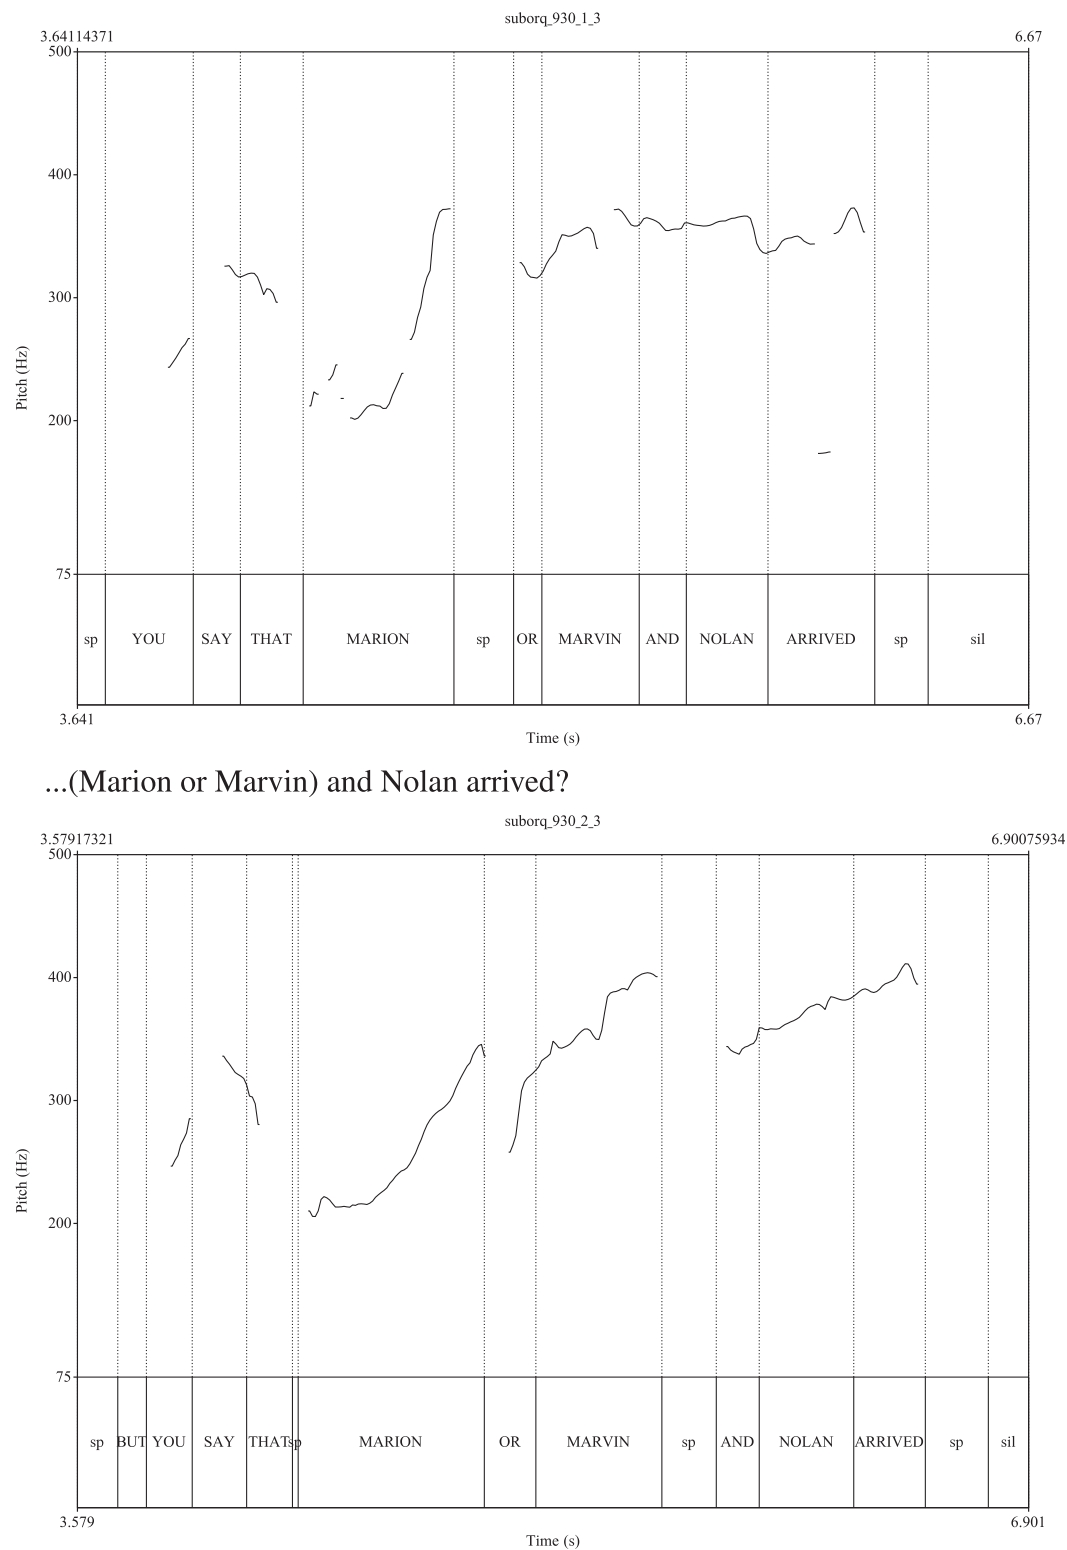 suborq_930_1_3
3.64114371 6.67
500
400
300
200
75
Pitch (Hz)
sp YOU SAY THAT MARION sp OR MARVIN AND NOLAN ARRIVED sp sil
3.641 6.67
Time (s)
...(Marion or Marvin) and Nolan arrived?
suborq_930_2_3
3.57917321 6.90075934
500
400
300
200
75
Pitch (Hz)
sp BUT YOU SAY THAT sp MARION OR MARVIN sp AND NOLAN ARRIVED sp sil
3.579 6.901
Time (s)